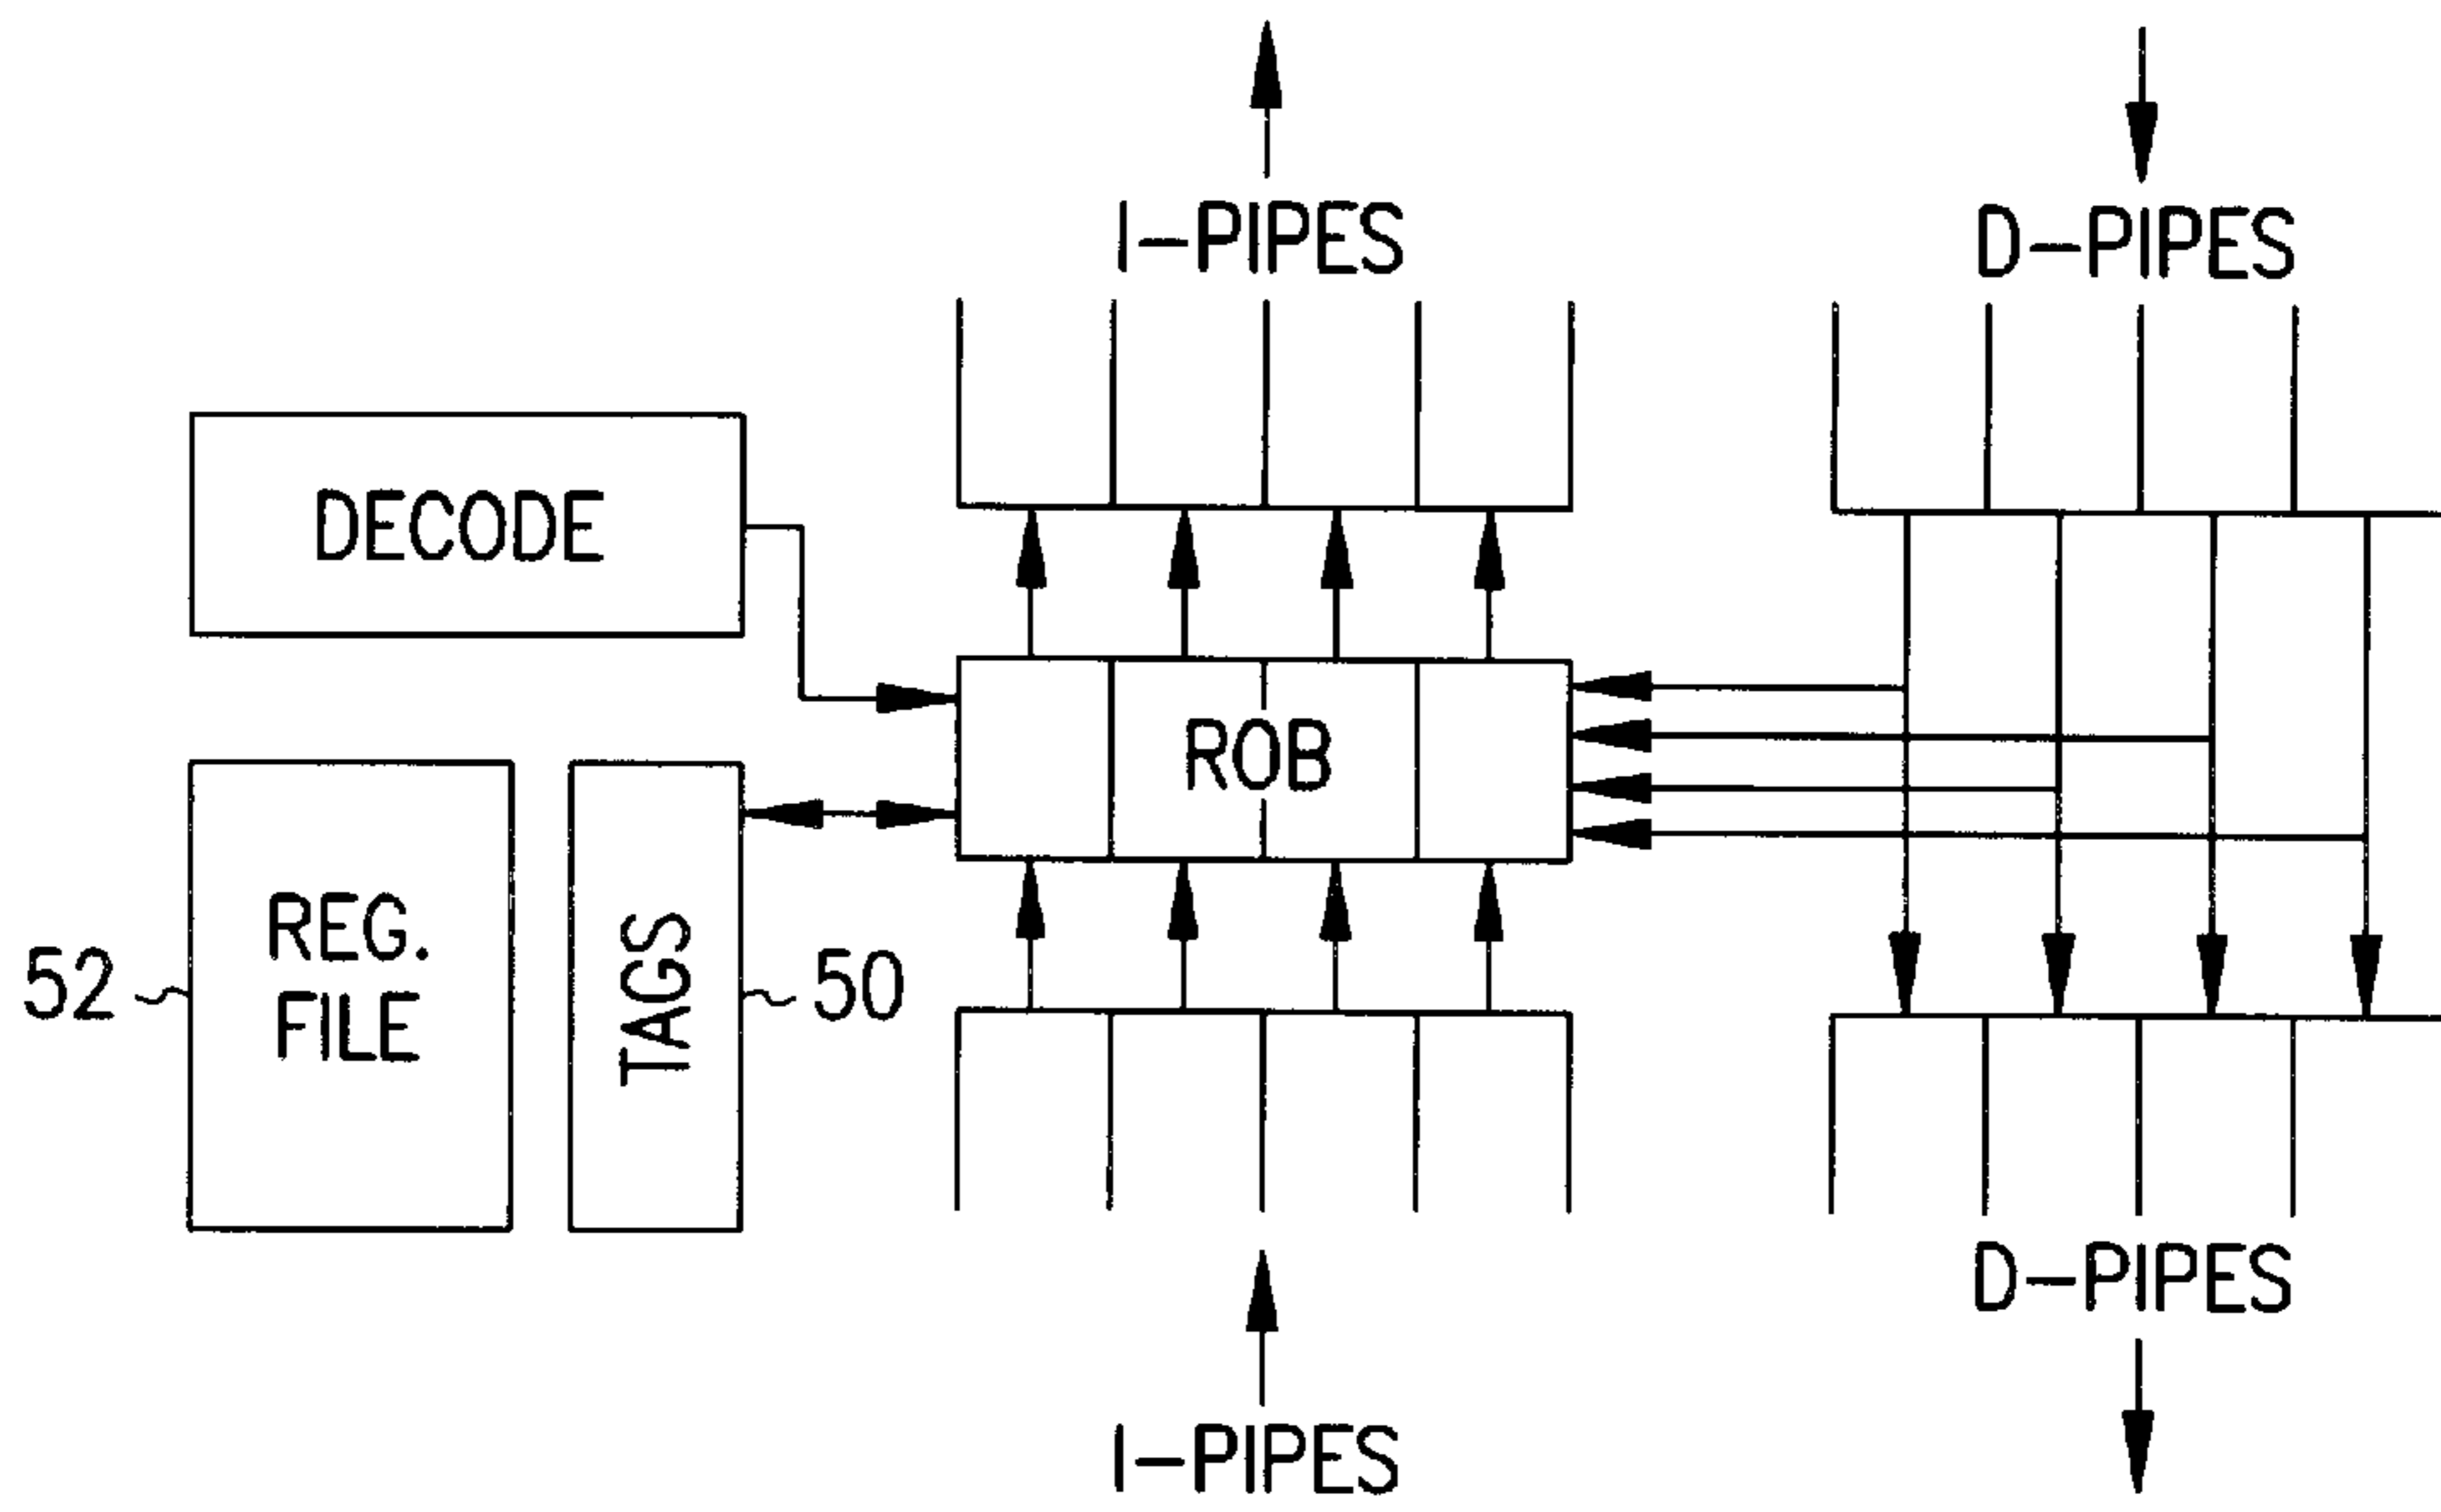 I-PIPES
D-PIPES
DECODE
ROB
REG.
FILE
TAGS
52
50
D-PIPES
I-PIPES